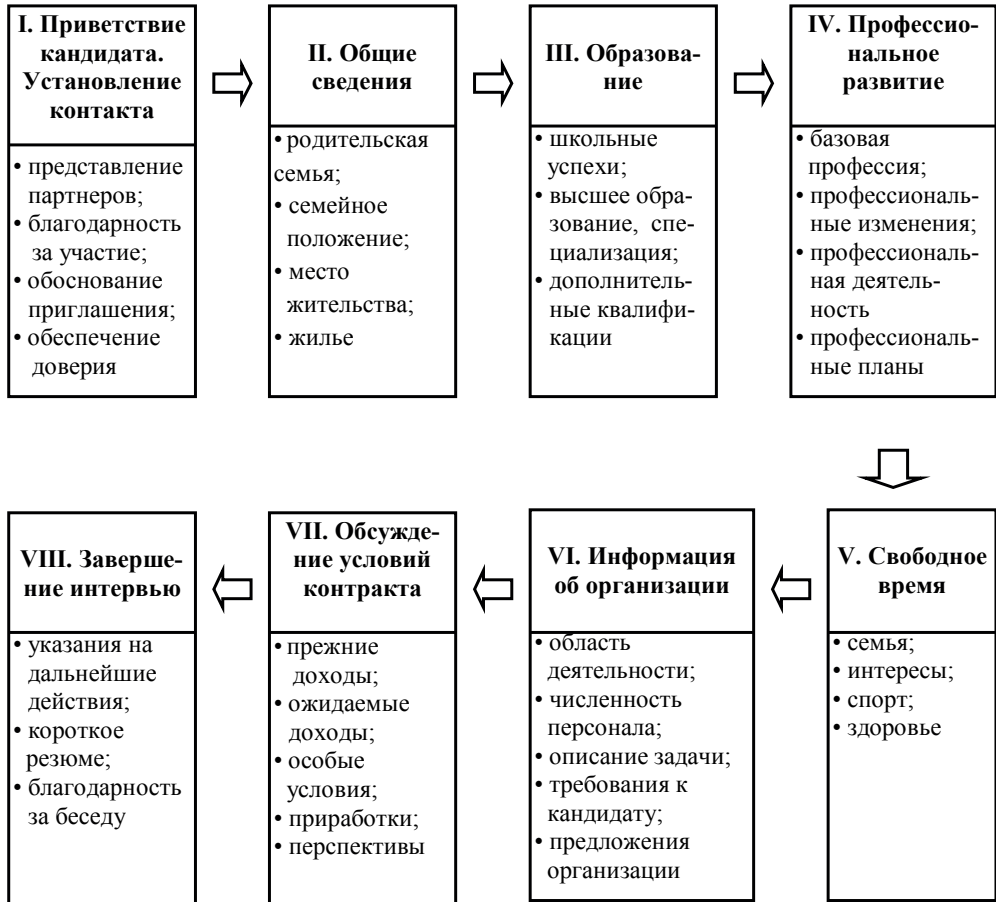 I. Приветствие
кандидата.
Установление
контакта
• представление
партнеров;
• благодарность
за участие;
• обоснование
приглашения;
• обеспечение
доверия
II. Общие
сведения
• родительская
семья;
• семейное
положение;
• место
жительства;
• жилье
III. Образова-
ние
• школьные
успехи;
• высшее обра-
зование, спе-
циализация;
• дополнитель-
ные квалифи-
кации
IV. Профессио-
нальное
развитие
• базовая
профессия;
• профессиональ-
ные изменения;
• профессиональ-
ная деятель-
ность
• профессиональ-
ные планы
V. Свободное
время
• семья;
• интересы;
• спорт;
• здоровье
VI. Информация
об организации
• область
деятельности;
• численность
персонала;
• описание задачи;
• требования к
кандидату;
• предложения
организации
VII. Обсужде-
ние условий
контракта
• прежние
доходы;
• ожидаемые
доходы;
• особые
условия;
• приработки;
• перспективы
VIII. Заверше-
ние интервью
• указания на
дальнейшие
действия;
• короткое
резюме;
• благодарность
за беседу